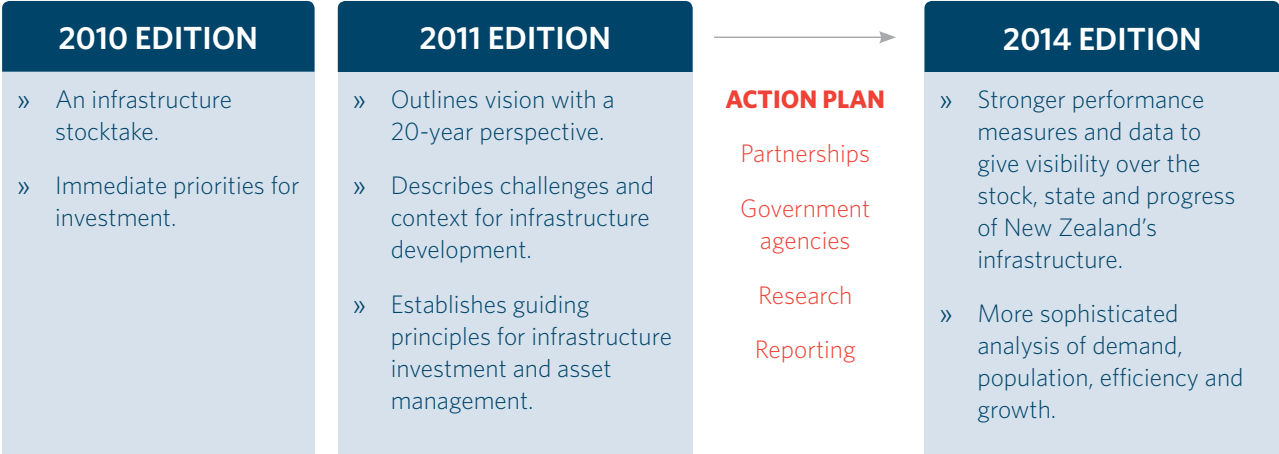 2010 EDITION
» An infrastructure
stocktake.
» Immediate priorities for
investment.
2011 EDITION
» Outlines vision with a
20-year perspective.
» Describes challenges and
context for infrastructure
development.
» Establishes guiding
principles for infrastructure
investment and asset
management.
ACTION PLAN
Partnerships
Government
agencies
Research
Reporting
2014 EDITION
» Stronger performance
measures and data to
give visibility over the
stock, state and progress
of New Zealand’s
infrastructure.
» More sophisticated
analysis of demand,
population, efficiency and
growth.